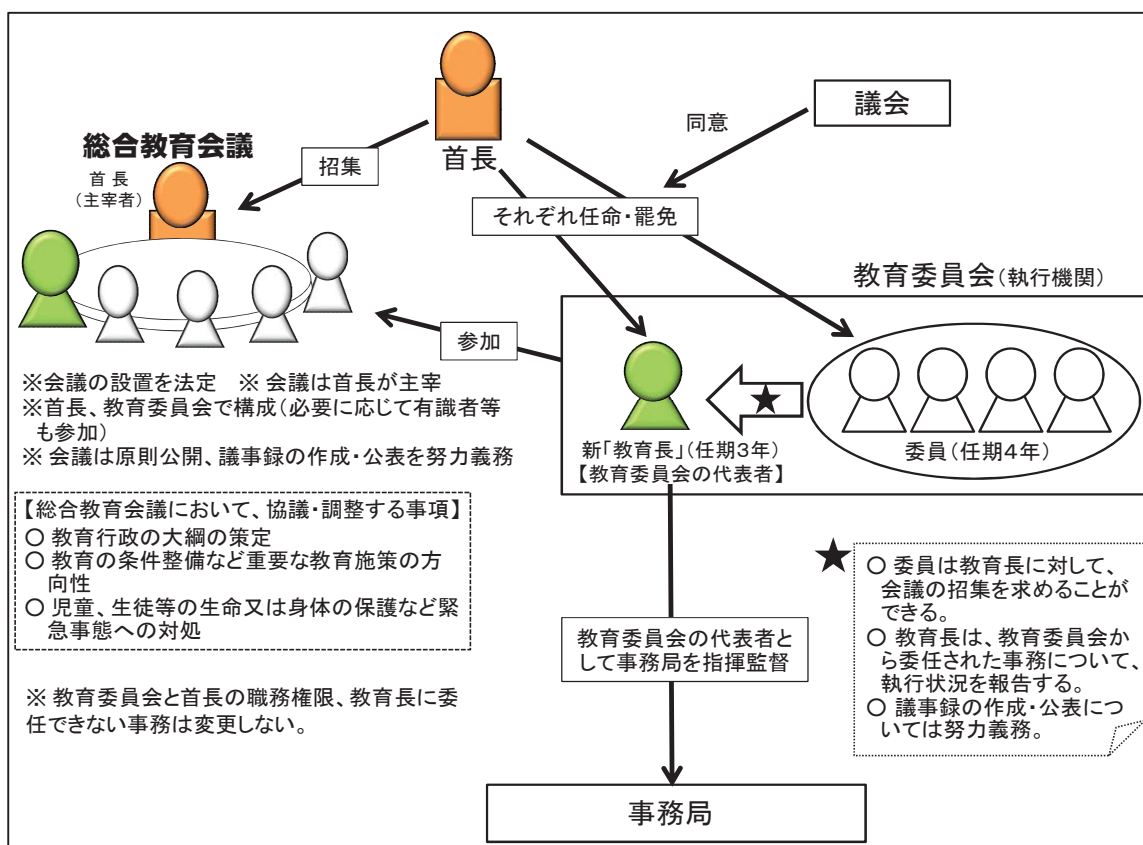 首長
議会
同意
総合教育会議
首 長
(主宰者)
招集
それぞれ任命・罷免
教育委員会(執行機関)
参加
新「教育長」(任期3年)
【教育委員会の代表者】
★
委員(任期4年)
※会議の設置を法定 ※ 会議は首長が主宰
※首長、教育委員会で構成(必要に応じて有識者等
も参加)
※ 会議は原則公開、議事録の作成・公表を努力義務
【総合教育会議において、協議・調整する事項】
○ 教育行政の大綱の策定
○ 教育の条件整備など重要な教育施策の方
向性
○ 児童、生徒等の生命又は身体の保護など緊
急事態への対処
※ 教育委員会と首長の職務権限、教育長に委
任できない事務は変更しない。
教育委員会の代表者と
して事務局を指揮監督
★
○ 委員は教育長に対して、
会議の招集を求めることが
できる。
○ 教育長は、教育委員会か
ら委任された事務について、
執行状況を報告する。
○ 議事録の作成・公表につ
いては努力義務。
事務局